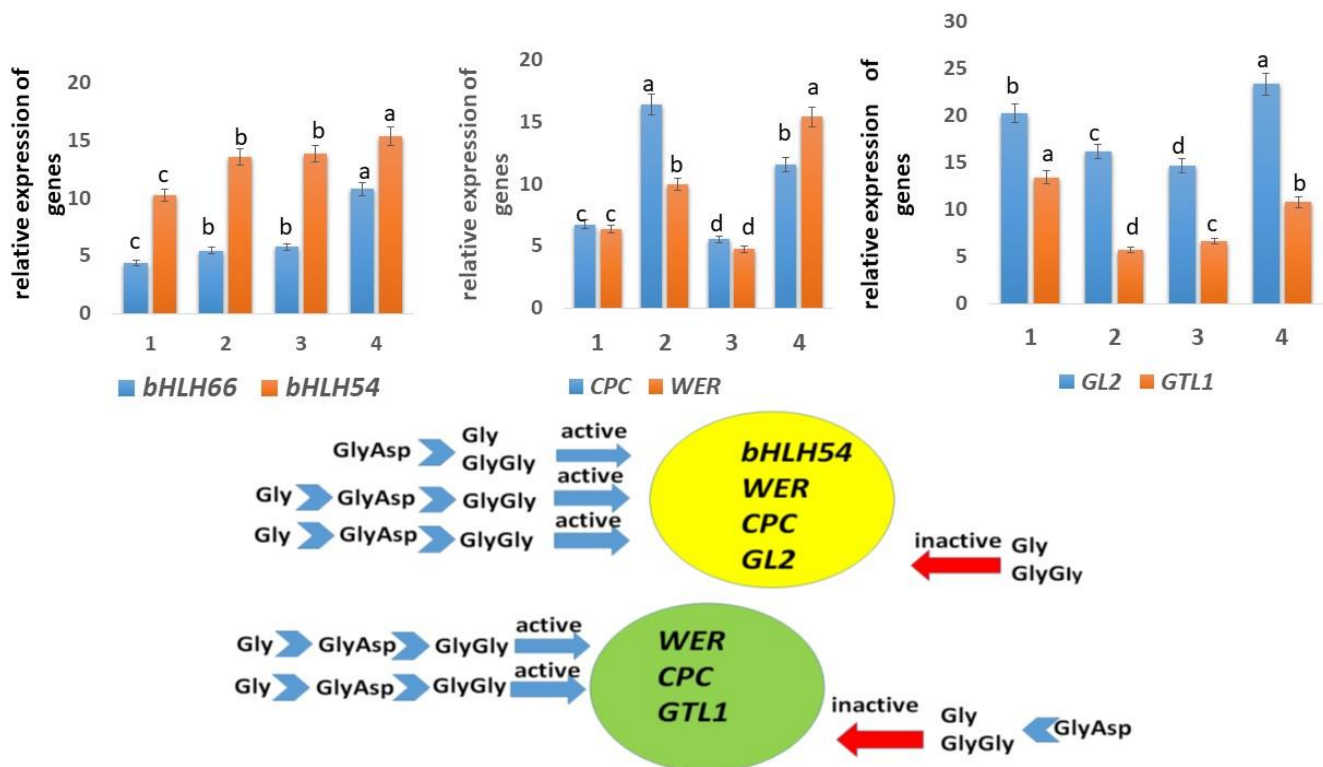 relative expression of
genes
20
15
10
5
0
c
c
b
b
b
b
a
a
1
2
3
4
bHLH66
bHLH54
relative expression of
genes
20
15
10
5
0
c
c
a
b
d
d
b
a
1
2
3
4
CPC
WER
relative expression of
genes
30
25
20
15
10
5
0
b
a
c
d
d
c
a
b
1
2
3
4
GL2
GTL1
GlyAsp
Gly
GlyGly
active
Gly GlyAsp GlyGly active
Gly GlyAsp GlyGly active
bHLH54
WER
CPC
GL2
inactive
Gly
GlyGly
Gly GlyAsp GlyGly active
Gly GlyAsp GlyGly active
WER
CPC
GTL1
inactive
Gly
GlyGly
GlyAsp